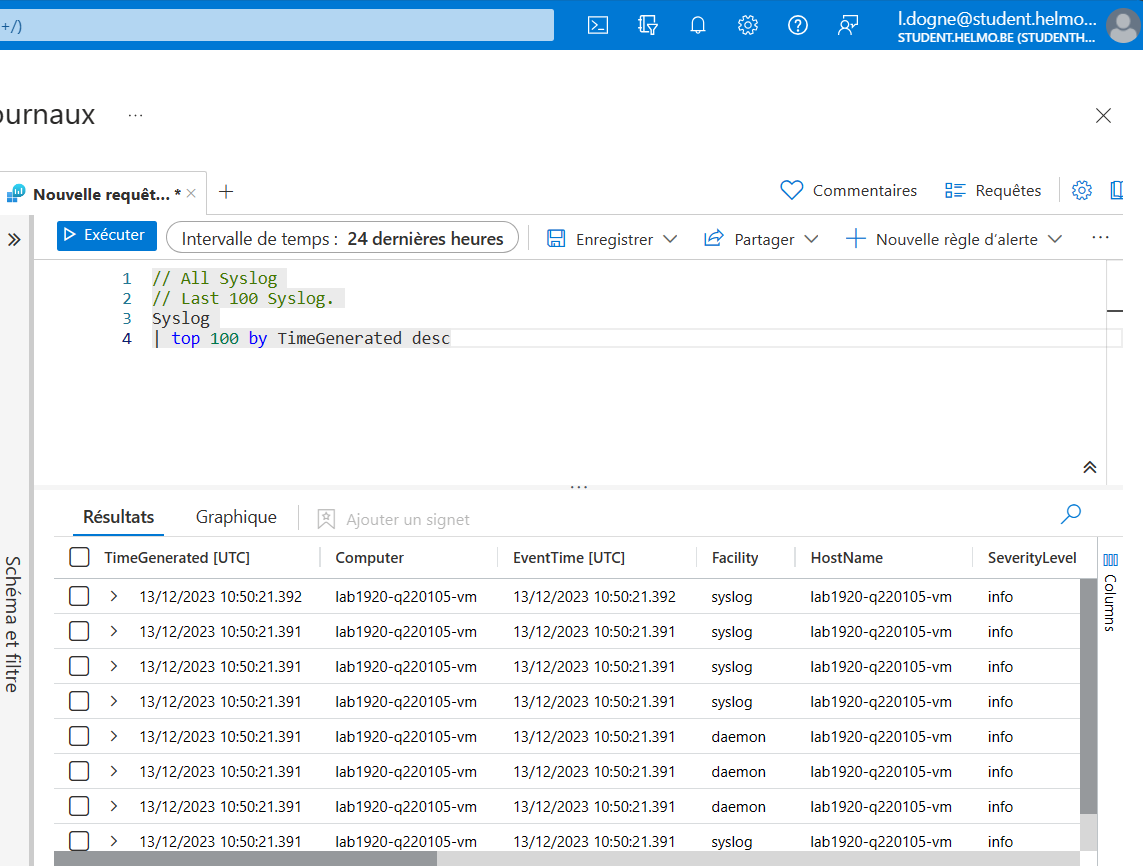 +/)
l.dogne@student.helmo...
STUDENT.HELMO.BE (STUDENTH...
ournaux ...
Nouvelle requêt... *
Commentaires
Requêtes
Exécuter
Intervalle de temps : 24 dernières heures
Enregistrer
Partager
Nouvelle règle d'alerte
...
1 // All Syslog
2 // Last 100 Syslog.
3 Syslog
4 | top 100 by TimeGenerated desc
...
Schéma et filtre
Résultats
Graphique
Ajouter un signet
TimeGenerated [UTC] Computer EventTime [UTC] Facility HostName SeverityLevel
13/12/2023 10:50:21.392 lab1920-q220105-vm 13/12/2023 10:50:21.392 syslog lab1920-q220105-vm info
13/12/2023 10:50:21.391 lab1920-q220105-vm 13/12/2023 10:50:21.391 syslog lab1920-q220105-vm info
13/12/2023 10:50:21.391 lab1920-q220105-vm 13/12/2023 10:50:21.391 syslog lab1920-q220105-vm info
13/12/2023 10:50:21.391 lab1920-q220105-vm 13/12/2023 10:50:21.391 syslog lab1920-q220105-vm info
13/12/2023 10:50:21.391 lab1920-q220105-vm 13/12/2023 10:50:21.391 daemon lab1920-q220105-vm info
13/12/2023 10:50:21.391 lab1920-q220105-vm 13/12/2023 10:50:21.391 daemon lab1920-q220105-vm info
13/12/2023 10:50:21.391 lab1920-q220105-vm 13/12/2023 10:50:21.391 daemon lab1920-q220105-vm info
13/12/2023 10:50:21.391 lab1920-q220105-vm 13/12/2023 10:50:21.391 syslog lab1920-q220105-vm info
Columns